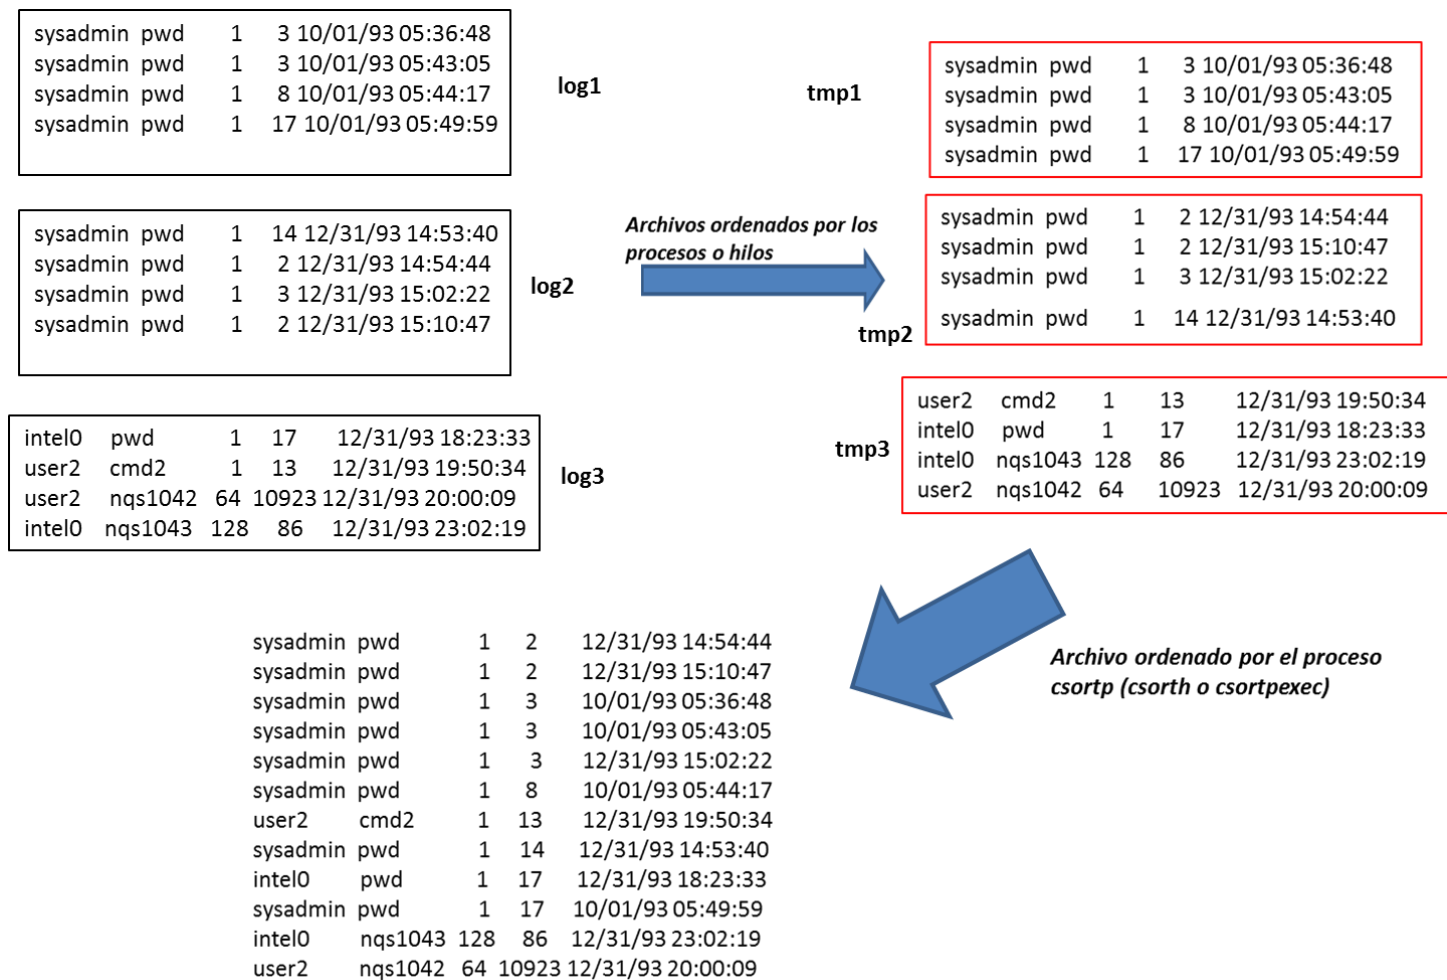 sysadmin pwd 1 3 10/01/93 05:36:48
sysadmin pwd 1 3 10/01/93 05:43:05
sysadmin pwd 1 8 10/01/93 05:44:17
sysadmin pwd 1 17 10/01/93 05:49:59
log1
tmp1
sysadmin pwd 1 3 10/01/93 05:36:48
sysadmin pwd 1 3 10/01/93 05:43:05
sysadmin pwd 1 8 10/01/93 05:44:17
sysadmin pwd 1 17 10/01/93 05:49:59
sysadmin pwd 1 14 12/31/93 14:53:40
sysadmin pwd 1 2 12/31/93 14:54:44
sysadmin pwd 1 3 12/31/93 15:02:22
sysadmin pwd 1 2 12/31/93 15:10:47
log2
Archivos ordenados por los
procesos o hilos
tmp2
sysadmin pwd 1 2 12/31/93 14:54:44
sysadmin pwd 1 2 12/31/93 15:10:47
sysadmin pwd 1 3 12/31/93 15:02:22
sysadmin pwd 1 14 12/31/93 14:53:40
intel0 pwd 1 17 12/31/93 18:23:33
user2 cmd2 1 13 12/31/93 19:50:34
user2 nqs1042 64 10923 12/31/93 20:00:09
intel0 nqs1043 128 86 12/31/93 23:02:19
log3
tmp3
user2 cmd2 1 13 12/31/93 19:50:34
intel0 pwd 1 17 12/31/93 18:23:33
intel0 nqs1043 128 86 12/31/93 23:02:19
user2 nqs1042 64 10923 12/31/93 20:00:09
Archivo ordenado por el proceso
csortp (csorth o csortpexec)
sysadmin pwd 1 2 12/31/93 14:54:44
sysadmin pwd 1 2 12/31/93 15:10:47
sysadmin pwd 1 3 10/01/93 05:36:48
sysadmin pwd 1 3 10/01/93 05:43:05
sysadmin pwd 1 3 12/31/93 15:02:22
sysadmin pwd 1 8 10/01/93 05:44:17
user2 cmd2 1 13 12/31/93 19:50:34
sysadmin pwd 1 14 12/31/93 14:53:40
intel0 pwd 1 17 12/31/93 18:23:33
sysadmin pwd 1 17 10/01/93 05:49:59
intel0 nqs1043 128 86 12/31/93 23:02:19
user2 nqs1042 64 10923 12/31/93 20:00:09